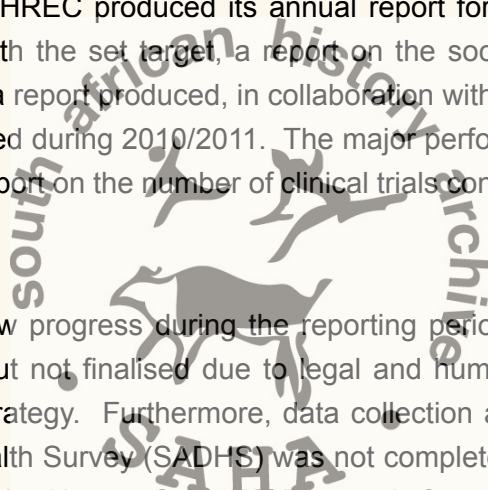 HREC produced its annual report for
th the set target, a report on the soc
a report produced, in collaboration with
ed during 2010/2011. The major perfo
port on the number of clinical trials con
w progress during the reporting perio
ut not finalised due to legal and hum
rategy. Furthermore, data collection a
alth Survey (SADHS) was not complete
south african history archive
SAHA